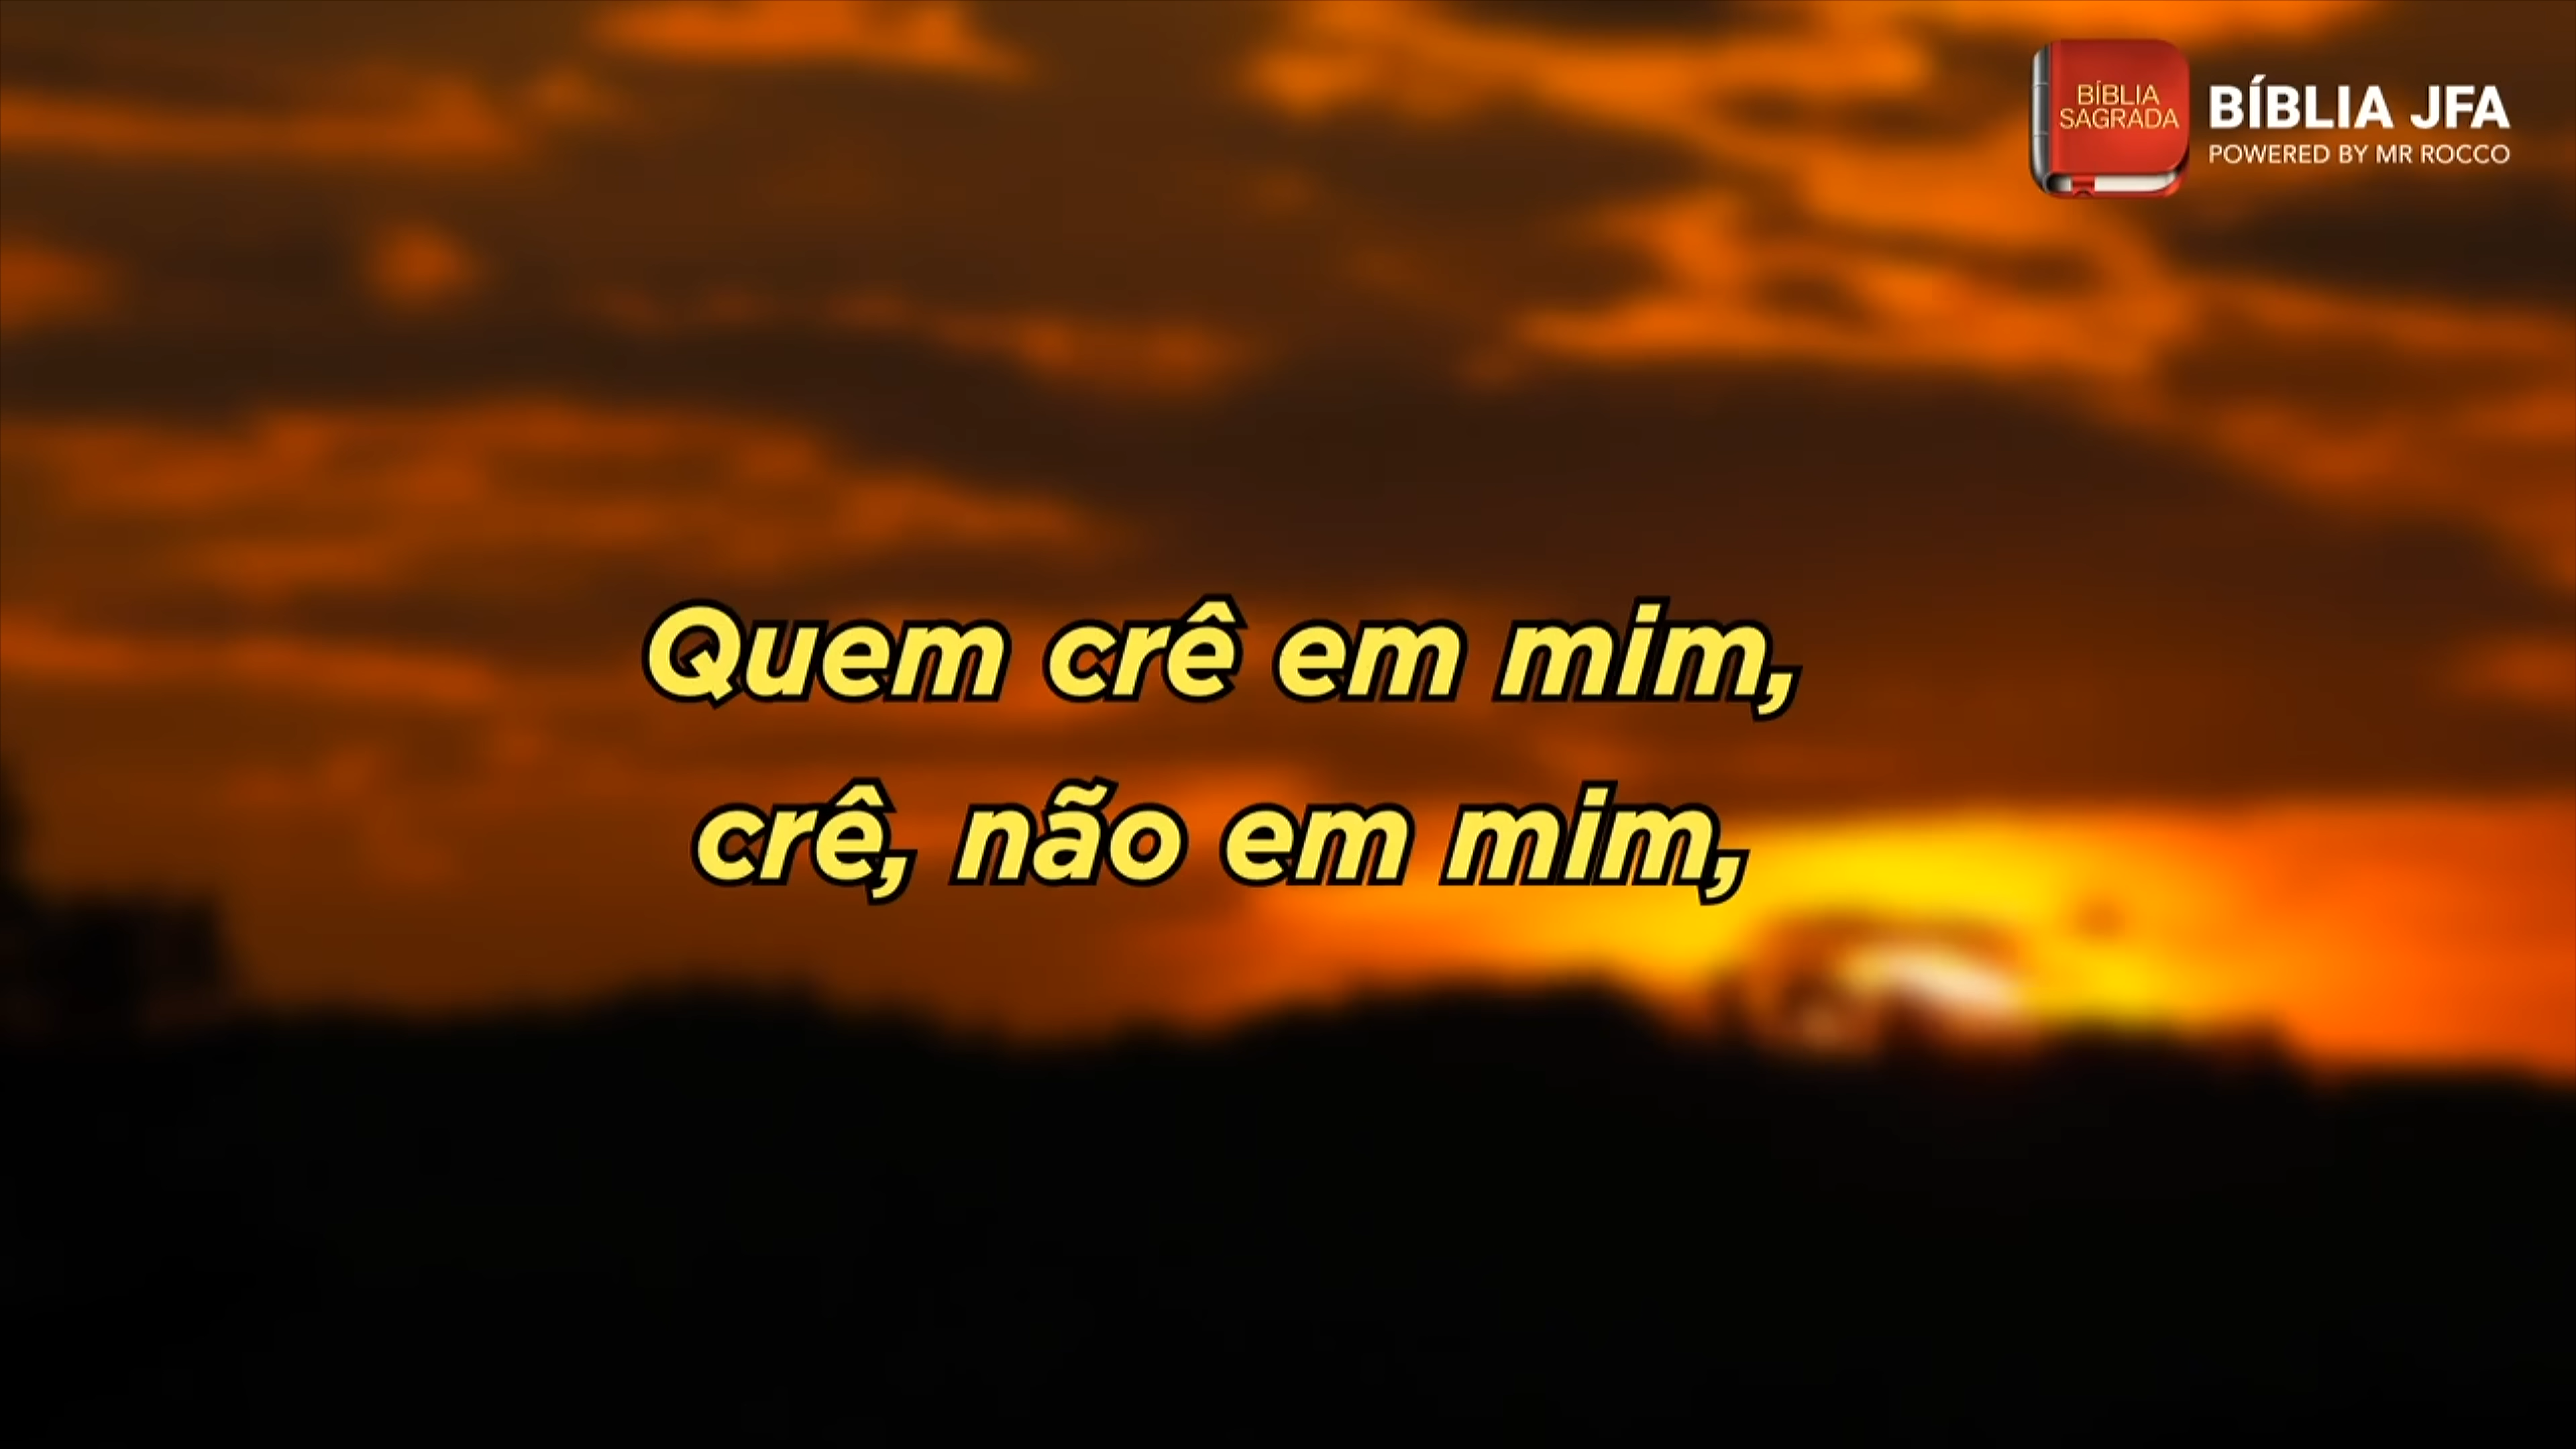 BÍBLIA
SAGRADA
BÍBLIA JFA
POWERED BY MR ROCCO
Quem crê em mim,
crê, não em mim,